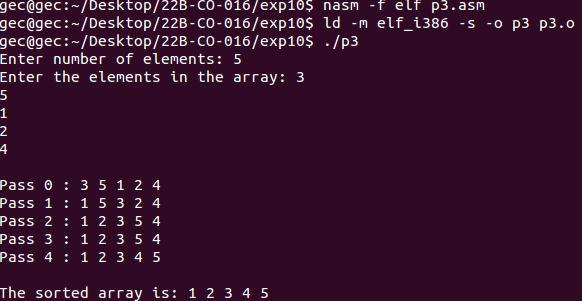 gec@gec:~/Desktop/22B-CO-016/exp10$ nasm -f elf p3.asm
gec@gec:~/Desktop/22B-CO-016/exp10$ ld -m elf_i386 -s -o p3 p3.o
gec@gec:~/Desktop/22B-CO-016/exp10$ ./p3
Enter number of elements: 5
Enter the elements in the array: 3
5
1
2
4
Pass 0 : 3 5 1 2 4
Pass 1 : 1 5 3 2 4
Pass 2 : 1 2 3 5 4
Pass 3 : 1 2 3 5 4
Pass 4 : 1 2 3 4 5
The sorted array is: 1 2 3 4 5